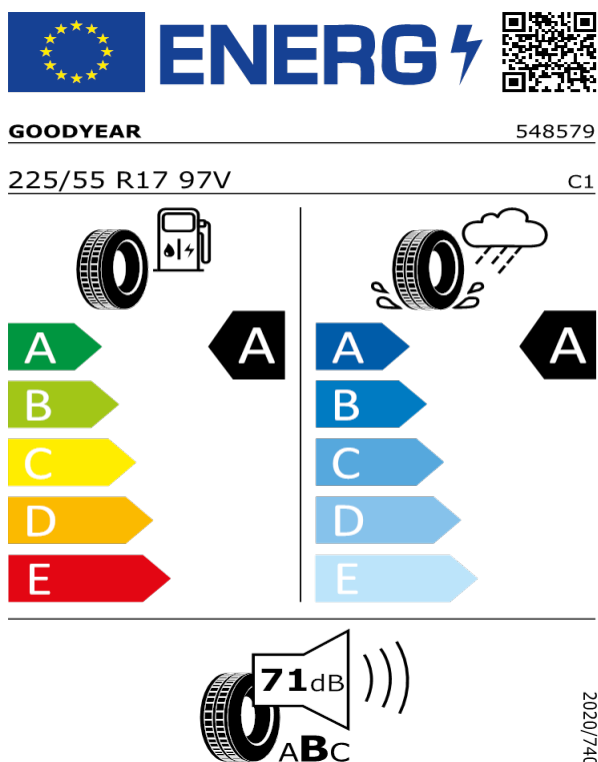 ENERG
GOODYEAR 548579
225/55 R17 97V C1
A A A A
B B
C C
D D
E E
71dB
ABC
2020/740